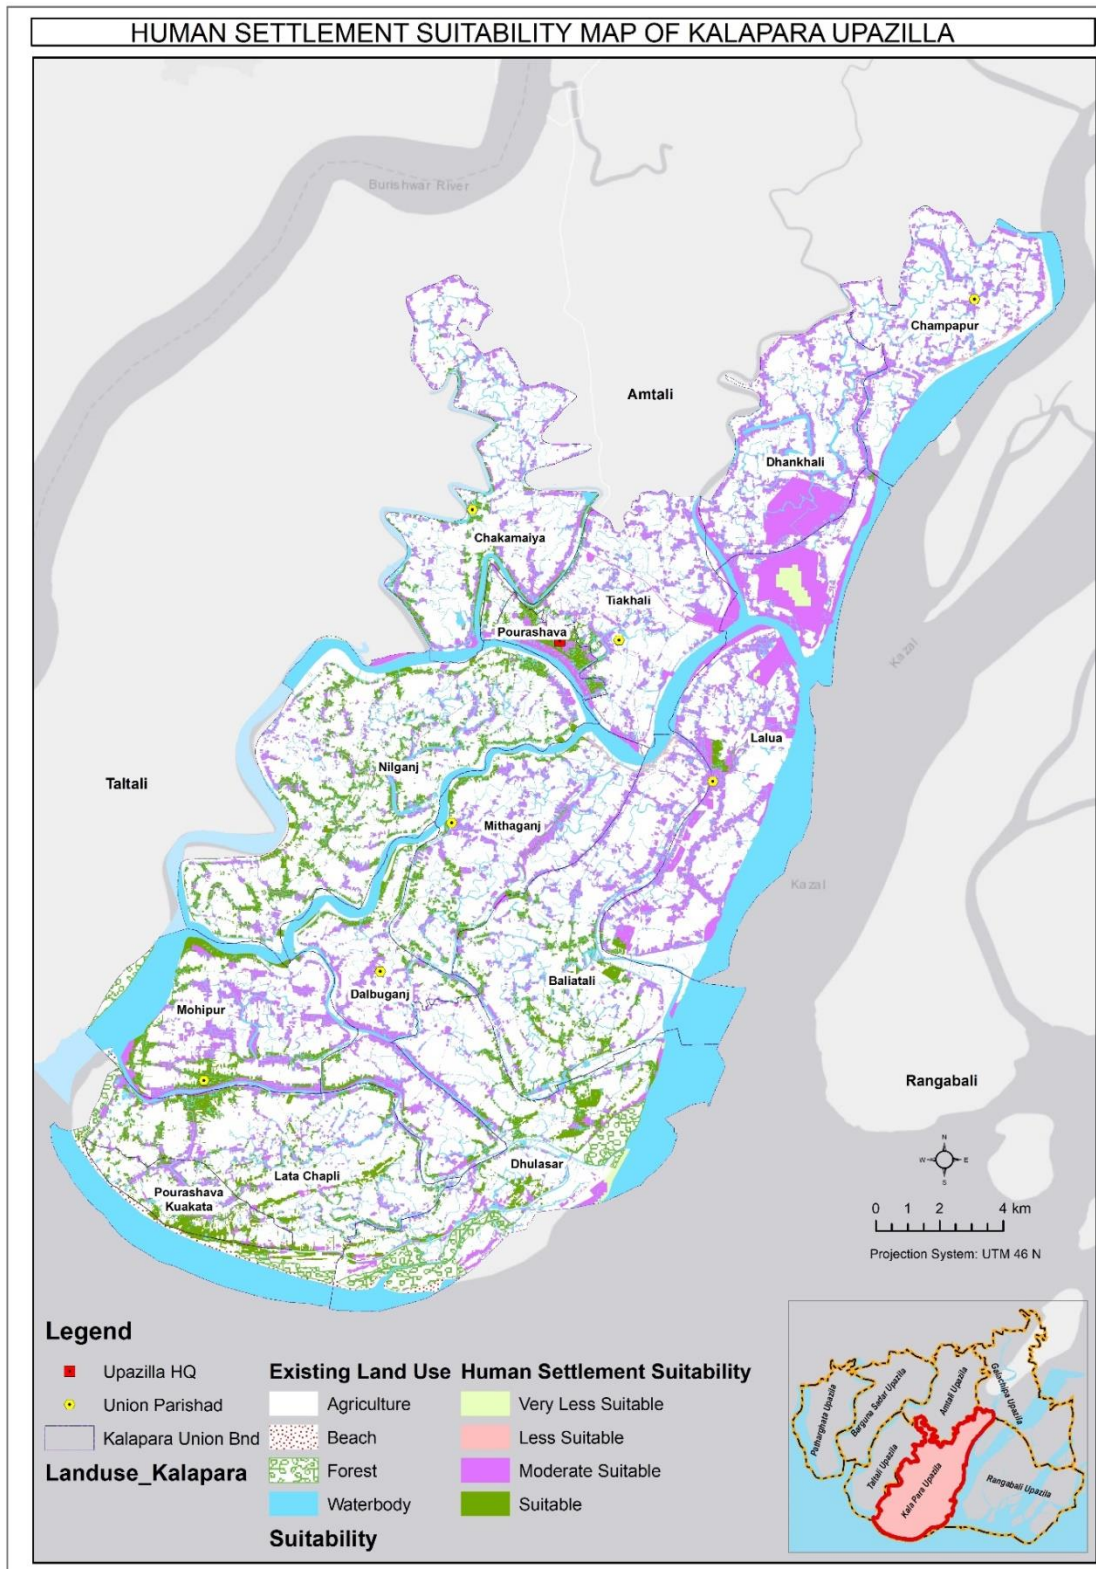 HUMAN SETTLEMENT SUITABILITY MAP OF KALAPARA UPAZILLA
Burishwar River
Champapur
Amtali
Dhankhali
Chakamaiya
Tiakhali
Pourashava
Kazal
Lalua
Nilganj
Taltali
Mithaganj
Kazal
Baliatali
Dalbuganj
Mohipur
Rangabali
N
W E
S
Dhulasar
Lata Chapli
Pourashava
Kuakata
0 1 2 4 km
Projection System: UTM 46 N
Legend
Upazilla HQ
Union Parishad
Kalapara Union Bnd
Landuse_Kalapara
Existing Land Use
Agriculture
Beach
Forest
Waterbody
Suitability
Human Settlement Suitability
Very Less Suitable
Less Suitable
Moderate Suitable
Suitable
Patharghata Upazila
Barguna Sadar Upazila
Amtali Upazila
Galachipa Upazila
Taltali Upazila
Kala Para Upazila
Rangabali Upazila